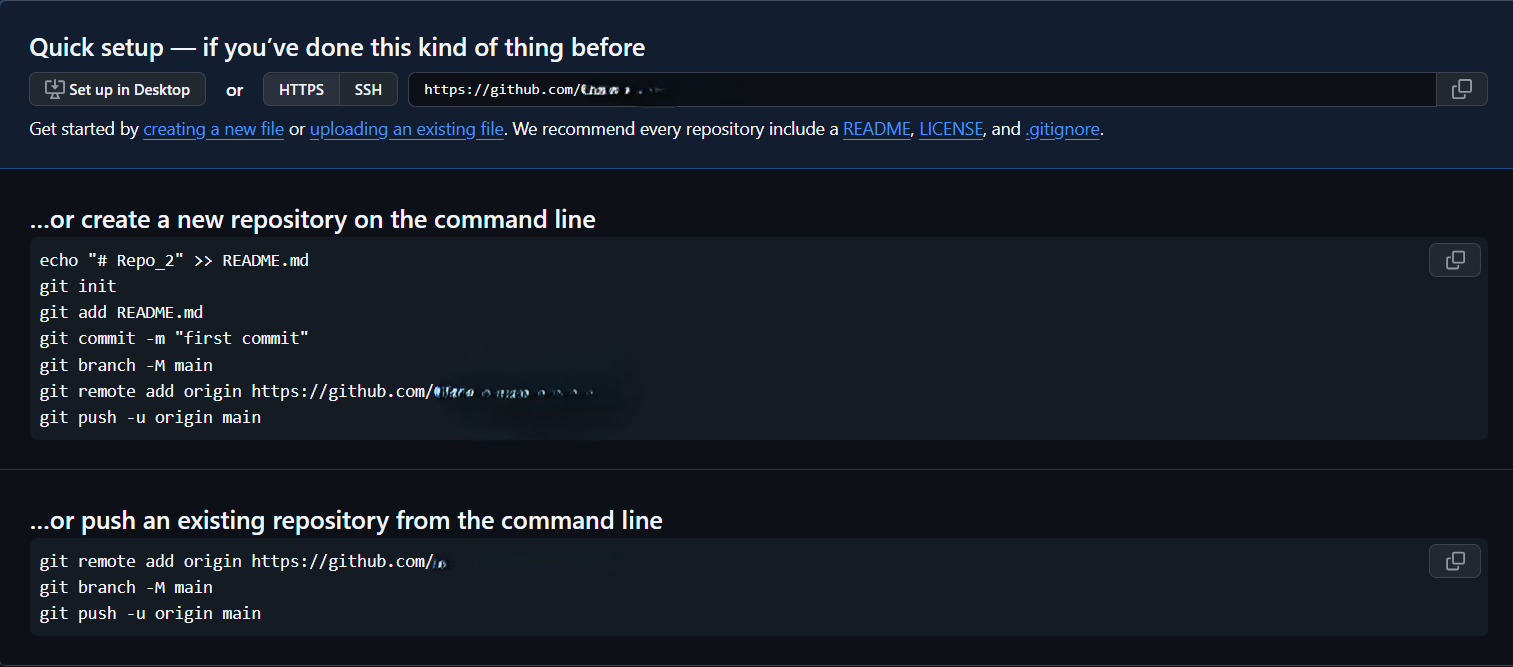 Quick setup — if you’ve done this kind of thing before
Set up in Desktop or HTTPS SSH https://github.com/
Get started by creating a new file or uploading an existing file. We recommend every repository include a README, LICENSE, and .gitignore.
…or create a new repository on the command line
echo "# Repo_2" >> README.md
git init
git add README.md
git commit -m "first commit"
git branch -M main
git remote add origin https://github.com/
git push -u origin main
…or push an existing repository from the command line
git remote add origin https://github.com/
git branch -M main
git push -u origin main